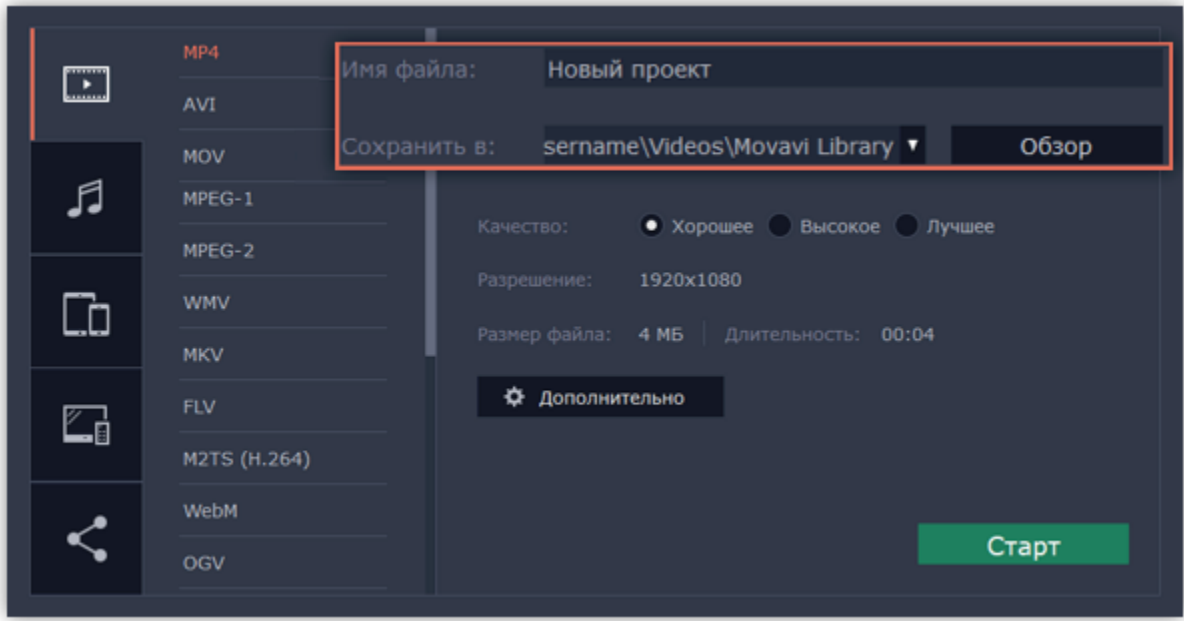 MP4
AVI
MOV
MPEG-1
MPEG-2
WMV
MKV
FLV
M2TS (H.264)
WebM
OGV
Имя файла: Новый проект
Сохранить в: sername\Videos\Movavi Library Обзор
Качество: Хорошее Высокое Лучшее
Разрешение: 1920x1080
Размер файла: 4 МБ Длительность: 00:04
Дополнительно
Старт